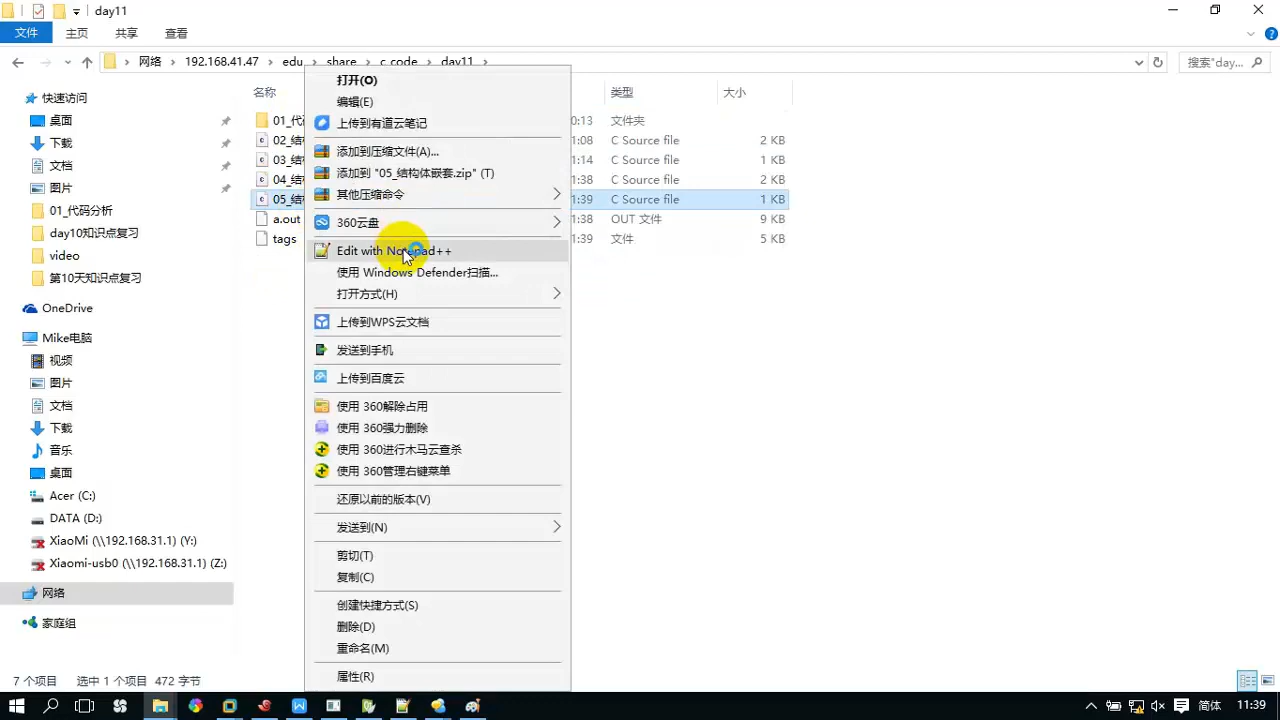 day11
文件 主页 共享 查看
网络 192.168.41.47 edu share c_code day11
搜索"day...
快速访问
桌面
下载
文档
图片
01_代码分析
day10知识点复习
video
第10天知识点复习
OneDrive
Mike电脑
视频
图片
文档
下载
音乐
桌面
Acer (C:)
DATA (D:)
XiaoMi (\\192.168.31.1) (Y:)
Xiaomi-usb0 (\\192.168.31.1) (Z:)
网络
家庭组
名称 类型 大小
01_代 0:13 文件夹
02_结 1:08 C Source file 2 KB
03_结 1:14 C Source file 1 KB
04_结 1:38 C Source file 2 KB
05_结 1:39 C Source file 1 KB
a.out 1:38 OUT 文件 9 KB
tags 1:39 文件 5 KB
打开(O)
编辑(E)
上传到有道云笔记
添加到压缩文件(A)...
添加到 "05_结构体嵌套.zip" (T)
其他压缩命令
360云盘
Edit with Notepad++
使用 Windows Defender扫描...
打开方式(H)
上传到WPS云文档
发送到手机
上传到百度云
使用 360解除占用
使用 360强力删除
使用 360进行木马云查杀
使用 360管理右键菜单
还原以前的版本(V)
发送到(N)
剪切(T)
复制(C)
创建快捷方式(S)
删除(D)
重命名(M)
属性(R)
7 个项目 选中 1 个项目 472 字节
简体 11:39